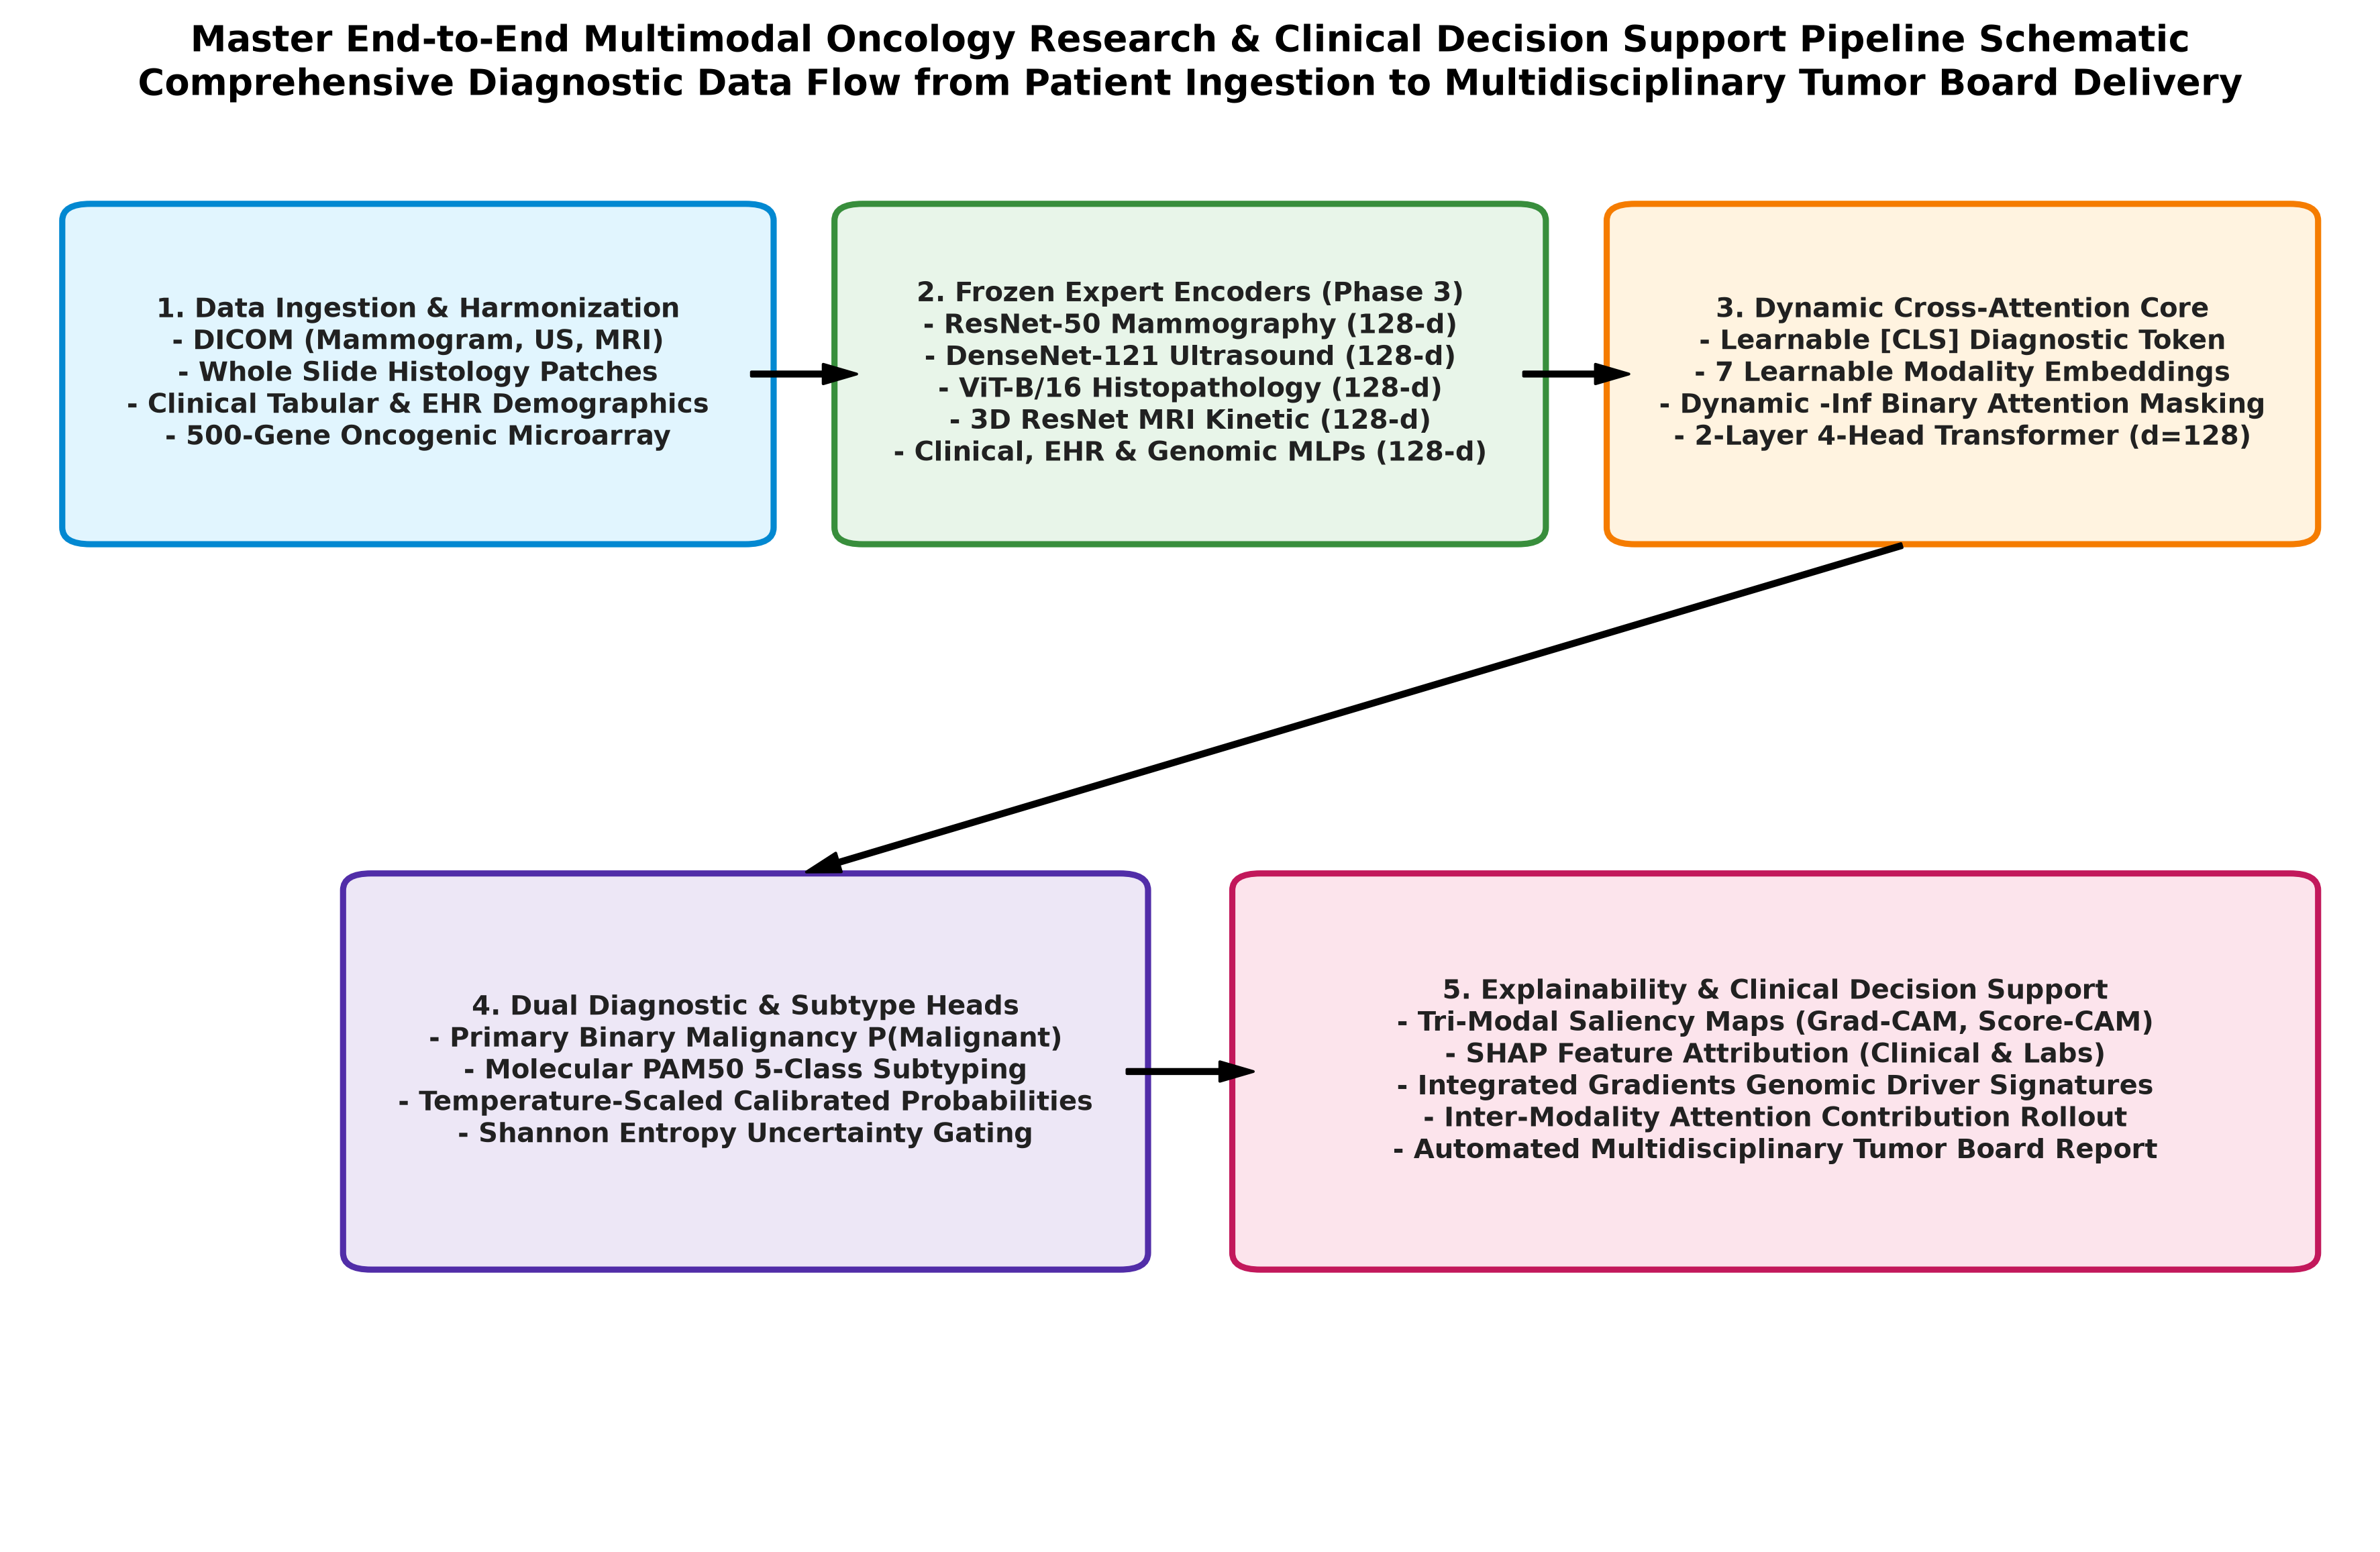 Master End-to-End Multimodal Oncology Research & Clinical Decision Support Pipeline Schematic
Comprehensive Diagnostic Data Flow from Patient Ingestion to Multidisciplinary Tumor Board Delivery
1. Data Ingestion & Harmonization
- DICOM (Mammogram, US, MRI)
- Whole Slide Histology Patches
- Clinical Tabular & EHR Demographics
- 500-Gene Oncogenic Microarray
2. Frozen Expert Encoders (Phase 3)
- ResNet-50 Mammography (128-d)
- DenseNet-121 Ultrasound (128-d)
- ViT-B/16 Histopathology (128-d)
- 3D ResNet MRI Kinetic (128-d)
- Clinical, EHR & Genomic MLPs (128-d)
3. Dynamic Cross-Attention Core
- Learnable [CLS] Diagnostic Token
- 7 Learnable Modality Embeddings
- Dynamic -Inf Binary Attention Masking
- 2-Layer 4-Head Transformer (d=128)
4. Dual Diagnostic & Subtype Heads
- Primary Binary Malignancy P(Malignant)
- Molecular PAM50 5-Class Subtyping
- Temperature-Scaled Calibrated Probabilities
- Shannon Entropy Uncertainty Gating
5. Explainability & Clinical Decision Support
- Tri-Modal Saliency Maps (Grad-CAM, Score-CAM)
- SHAP Feature Attribution (Clinical & Labs)
- Integrated Gradients Genomic Driver Signatures
- Inter-Modality Attention Contribution Rollout
- Automated Multidisciplinary Tumor Board Report